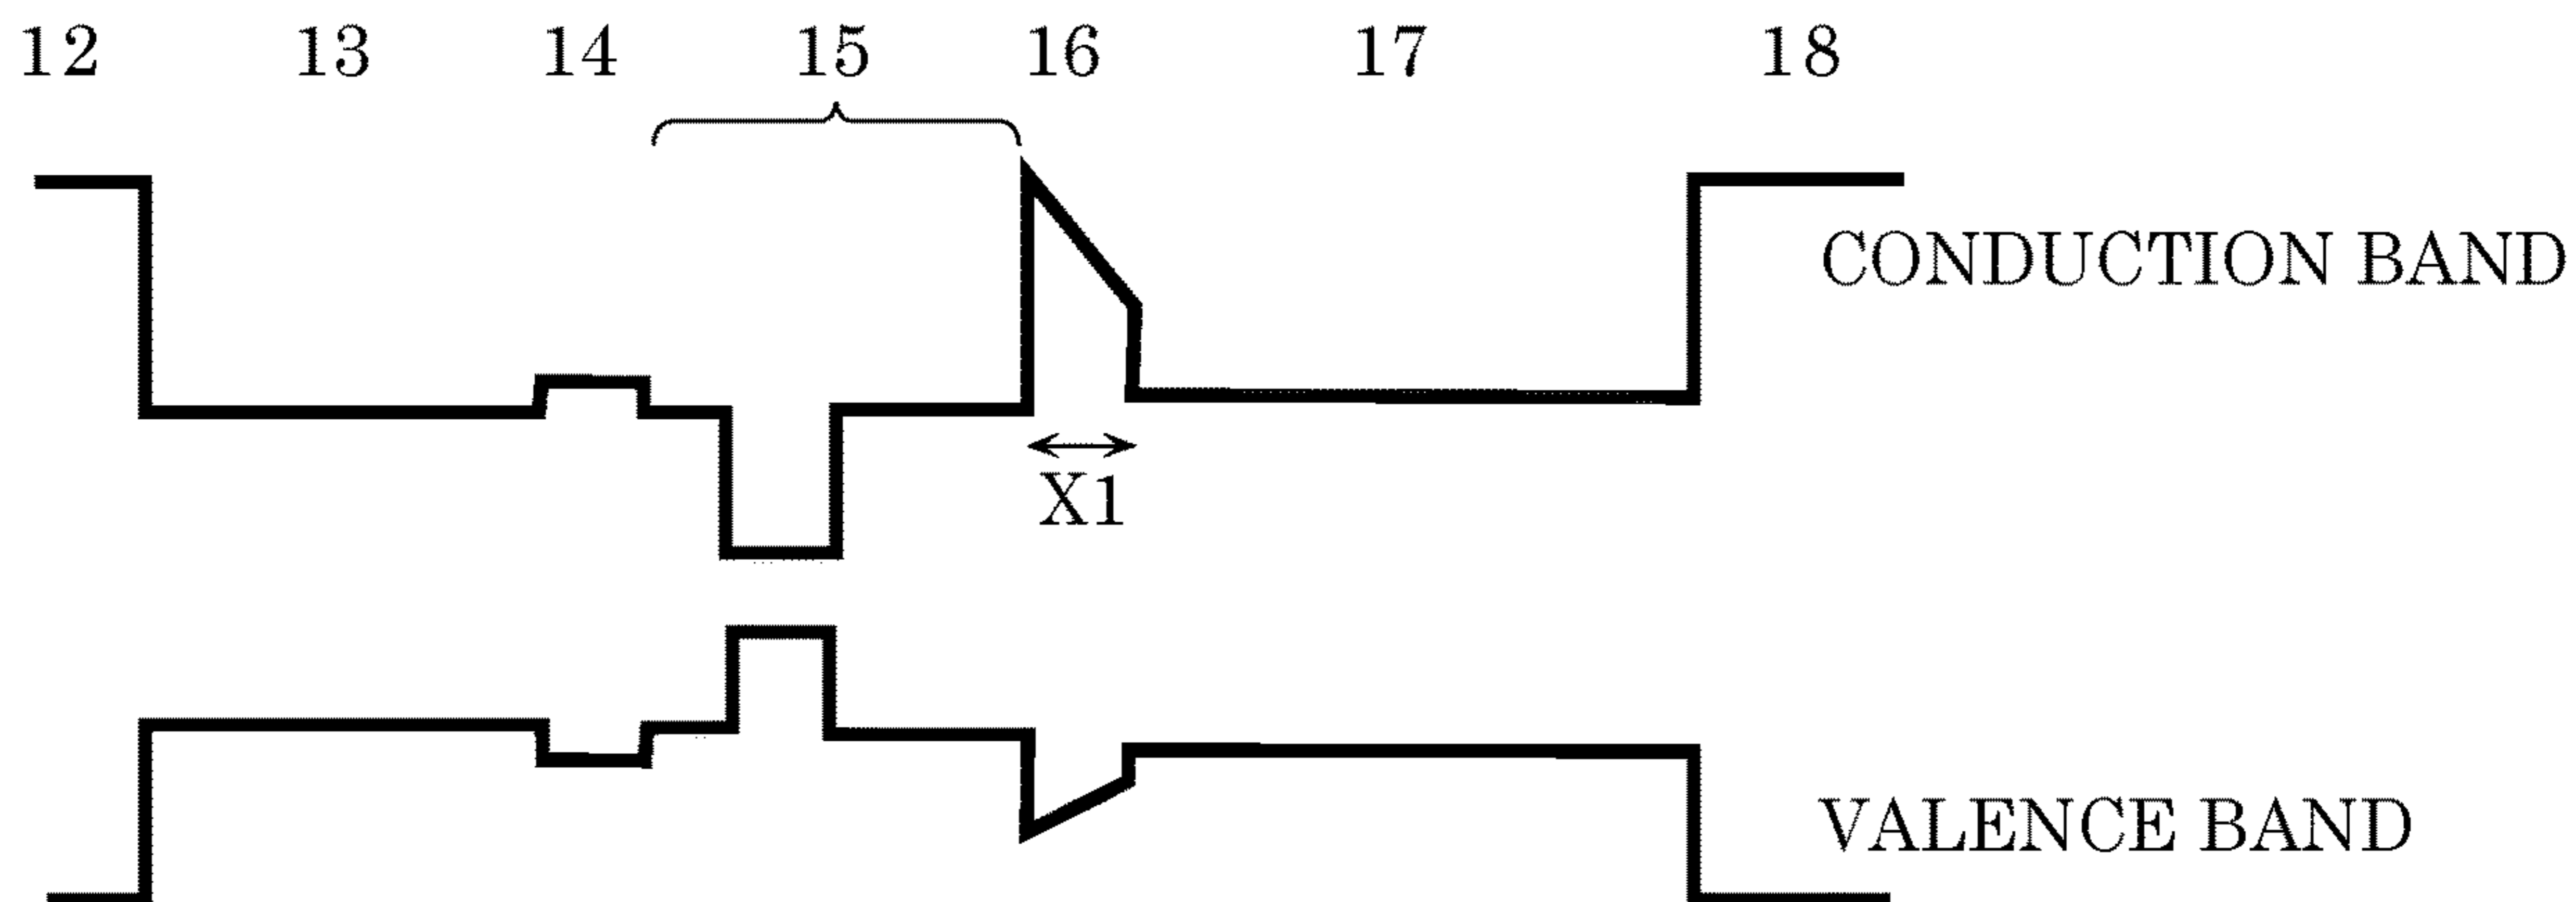 12 13 14 15 16 17 18
CONDUCTION BAND
X1
VALENCE BAND